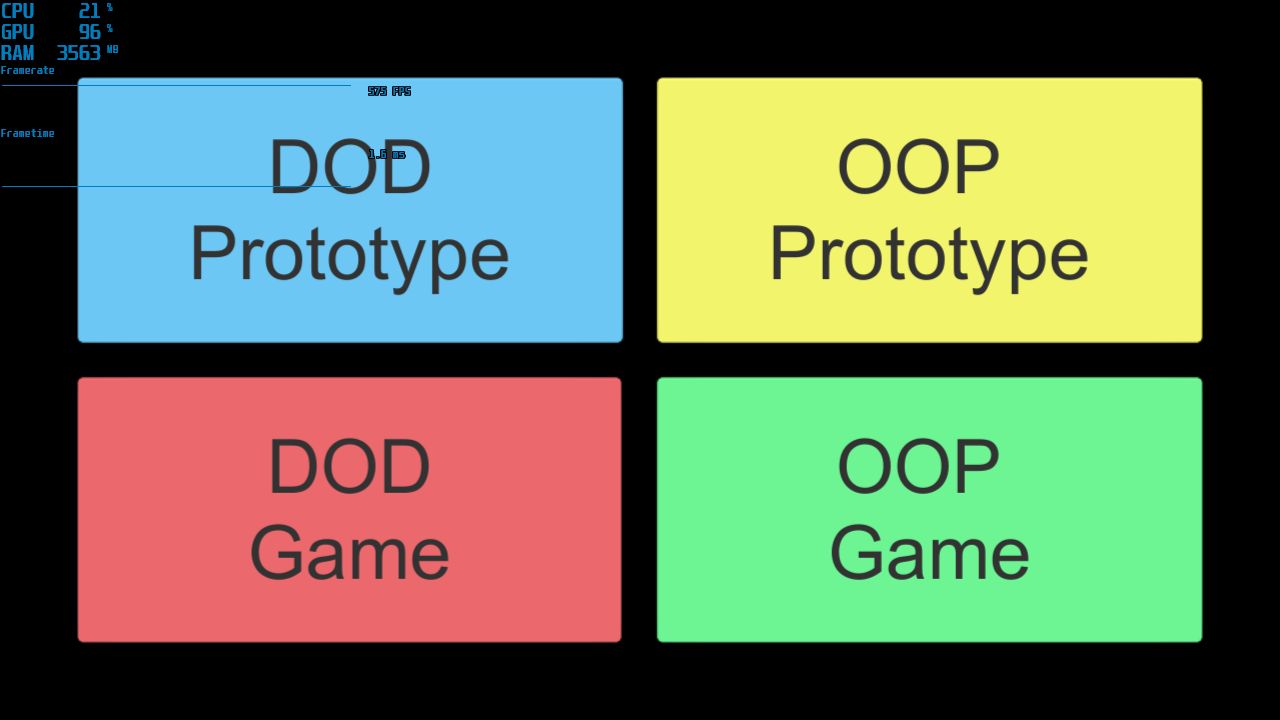 CPU 21 %
GPU 96 %
RAM 3563 MB
Framerate
575 FPS
Frametime
1.6 ms
DOD
Prototype
OOP
Prototype
DOD
Game
OOP
Game